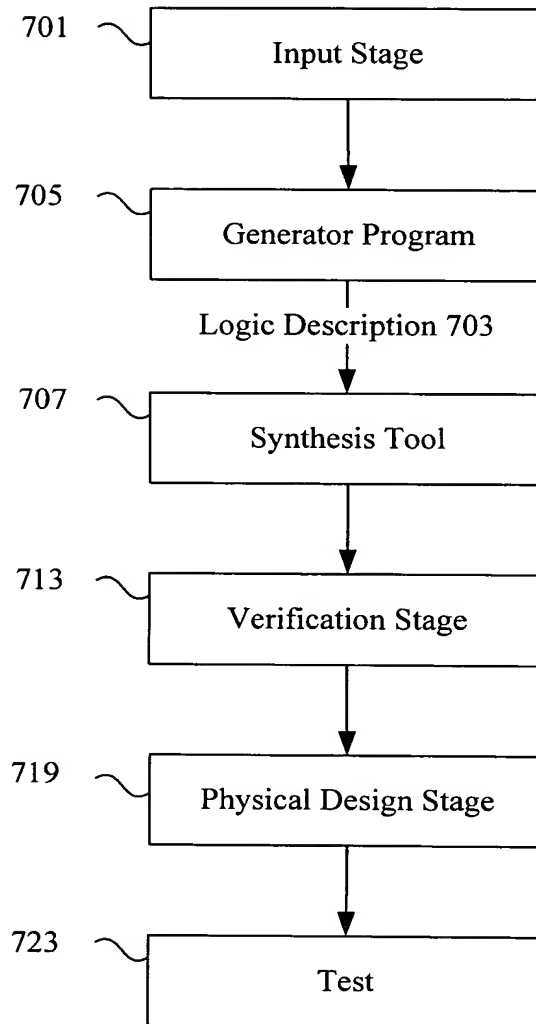 701
Input Stage
705
Generator Program
Logic Description 703
707
Synthesis Tool
713
Verification Stage
719
Physical Design Stage
723
Test